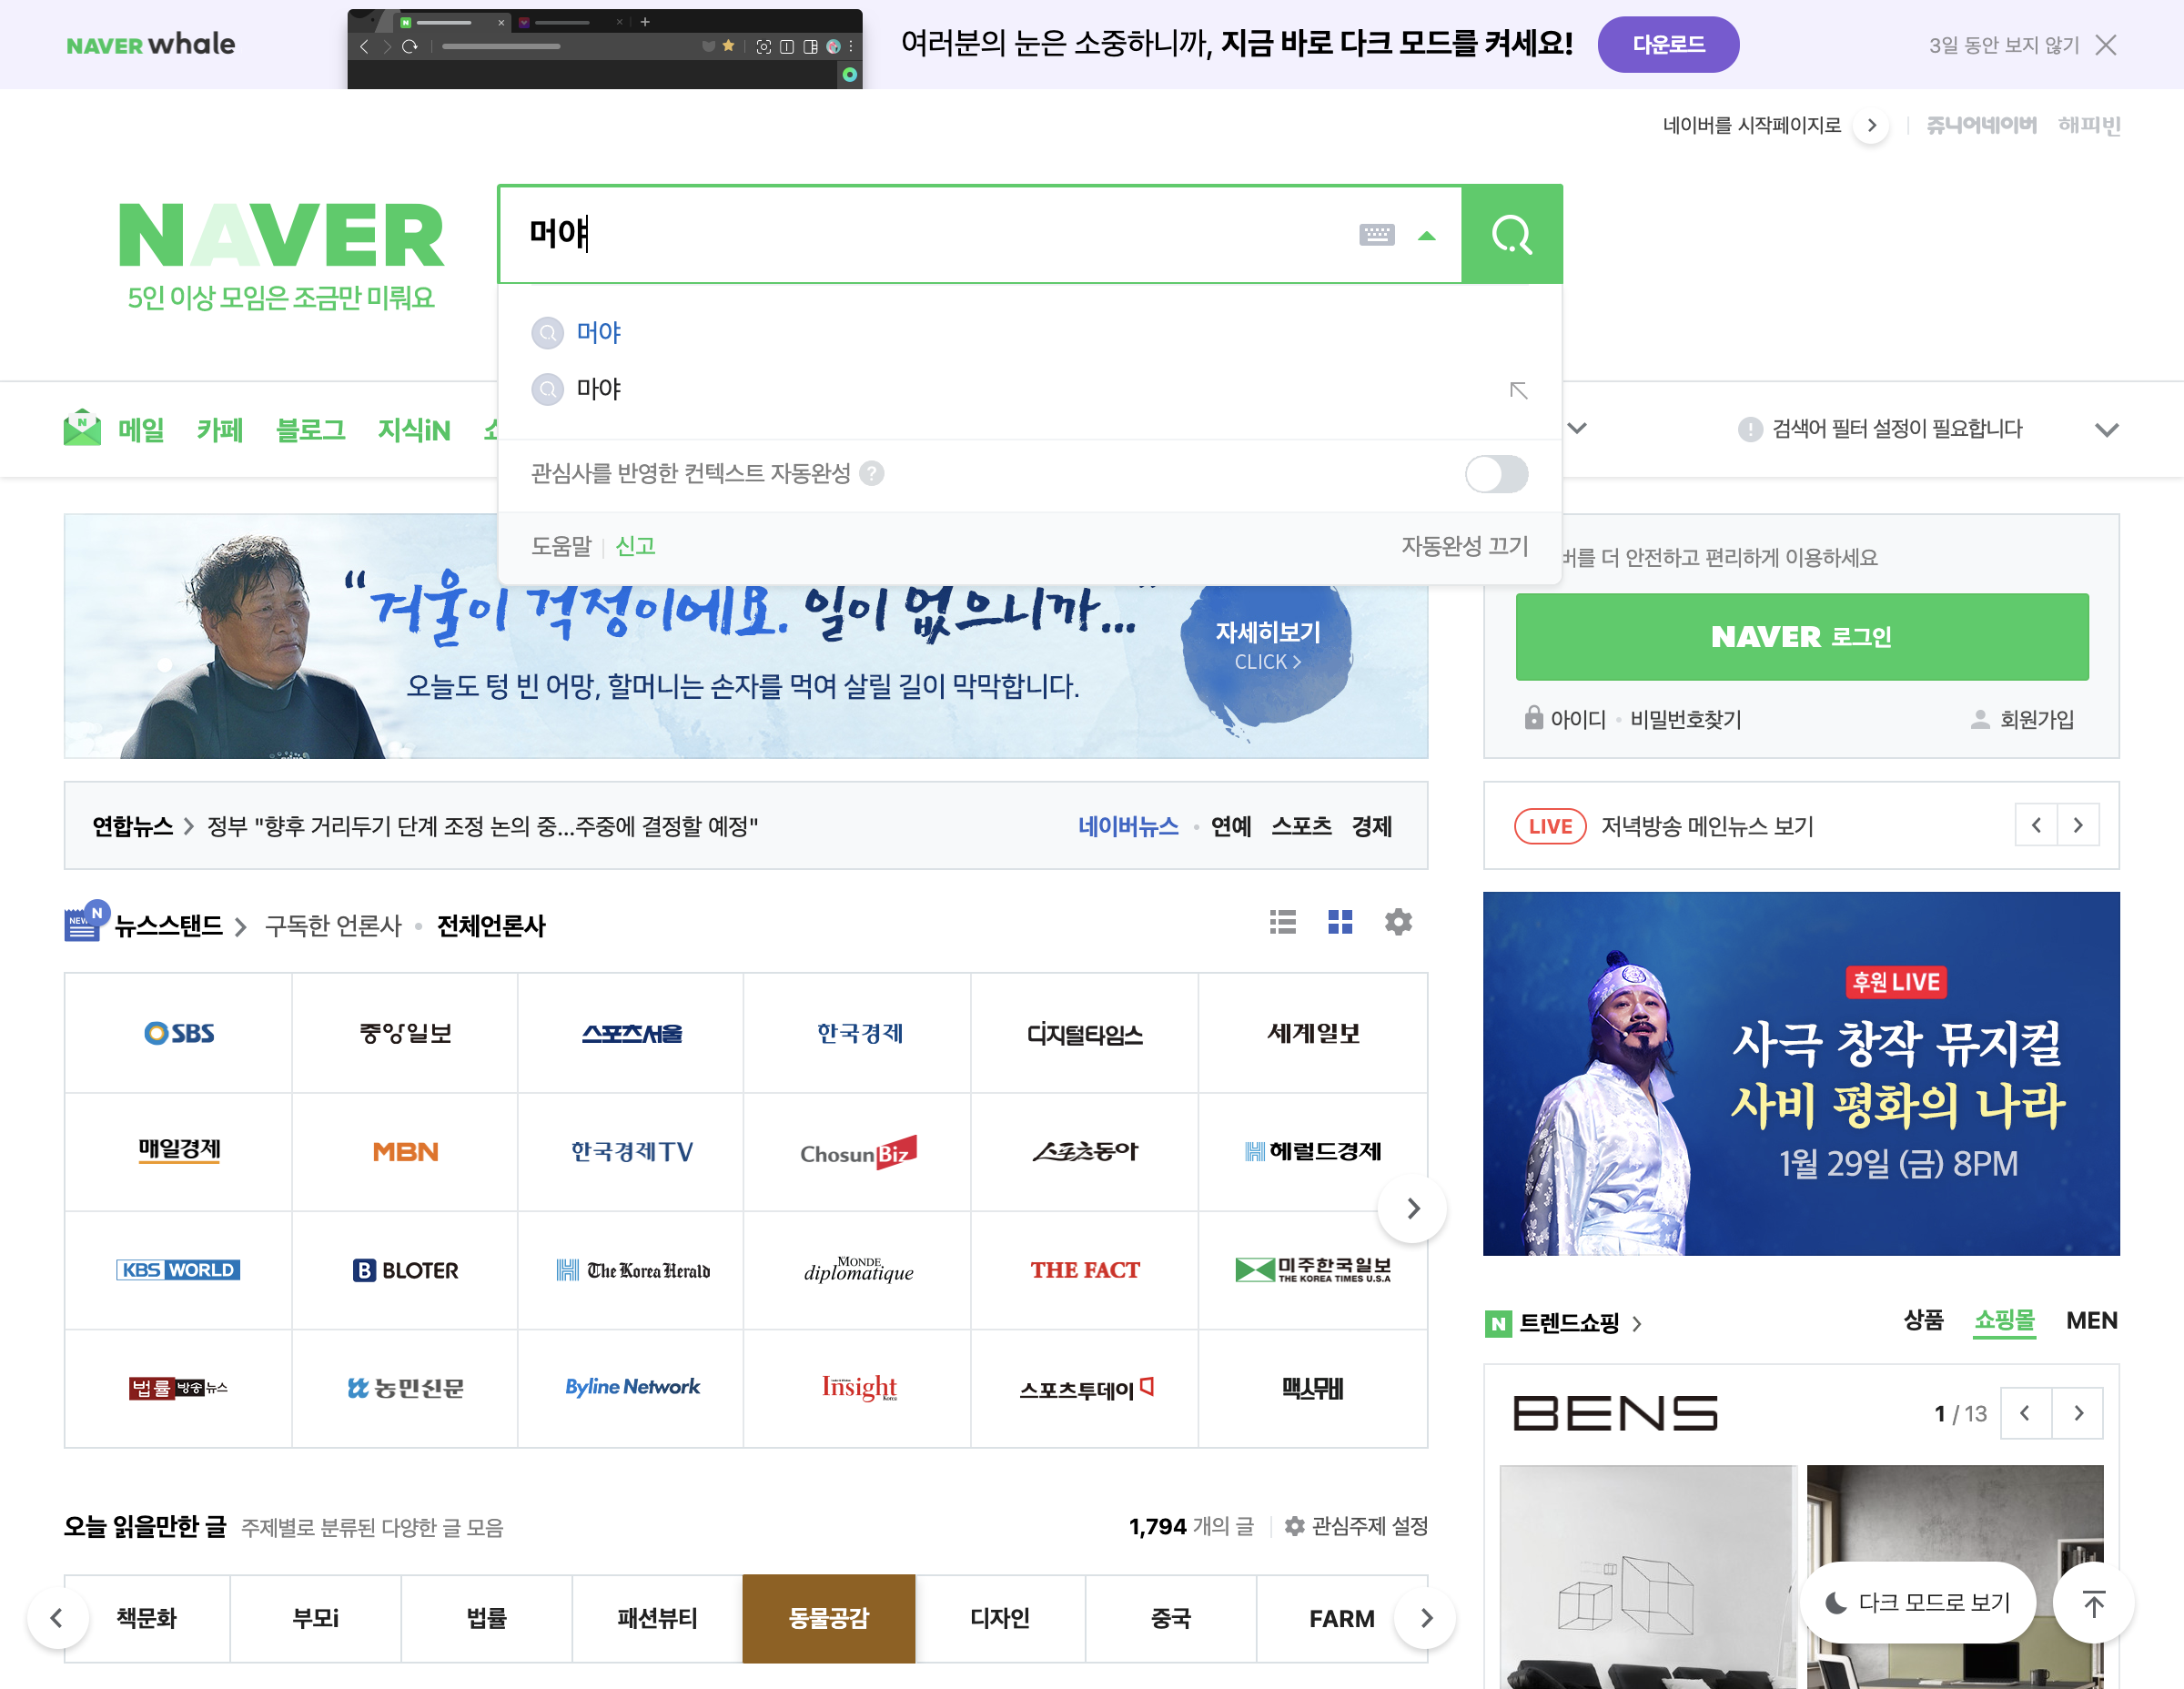 NAVER whale
여러분의 눈은 소중하니까, 지금 바로 다크 모드를 켜세요!
다운로드
3일 동안 보지 않기
네이버를 시작페이지로
쥬니어네이버
해피빈
NAVER
5인 이상 모임은 조금만 미뤄요
머야
머야
마야
관심사를 반영한 컨텍스트 자동완성 ?
도움말
신고
자동완성 끄기
메일
카페
블로그
지식iN
검색어 필터 설정이 필요합니다
“겨울이 걱정이에요. 일이 없으니까...”
오늘도 텅 빈 어망, 할머니는 손자를 먹여 살릴 길이 막막합니다.
자세히보기
CLICK >
버를 더 안전하고 편리하게 이용하세요
NAVER 로그인
아이디
비밀번호찾기
회원가입
연합뉴스
정부 "향후 거리두기 단계 조정 논의 중...주중에 결정할 예정"
네이버뉴스
연예
스포츠
경제
LIVE
저녁방송 메인뉴스 보기
NEW
N
뉴스스탠드
구독한 언론사
전체언론사
SBS
중앙일보
스포츠서울
한국경제
디지털타임스
세계일보
매일경제
MBN
한국경제TV
ChosunBiz
스포츠동아
헤럴드경제
KBS WORLD
B BLOTER
The Korea Herald
MONDE diplomatique
THE FACT
미주한국일보
THE KOREA TIMES U.S.A
법률방송뉴스
농민신문
Byline Network
Insight
스포츠투데이
맥스무비
후원 LIVE
사극 창작 뮤지컬
사비 평화의 나라
1월 29일 (금) 8PM
N 트렌드쇼핑
상품
쇼핑몰
MEN
BENS
1 / 13
오늘 읽을만한 글
주제별로 분류된 다양한 글 모음
1,794 개의 글
관심주제 설정
책문화
부모i
법률
패션뷰티
동물공감
디자인
중국
FARM
다크 모드로 보기